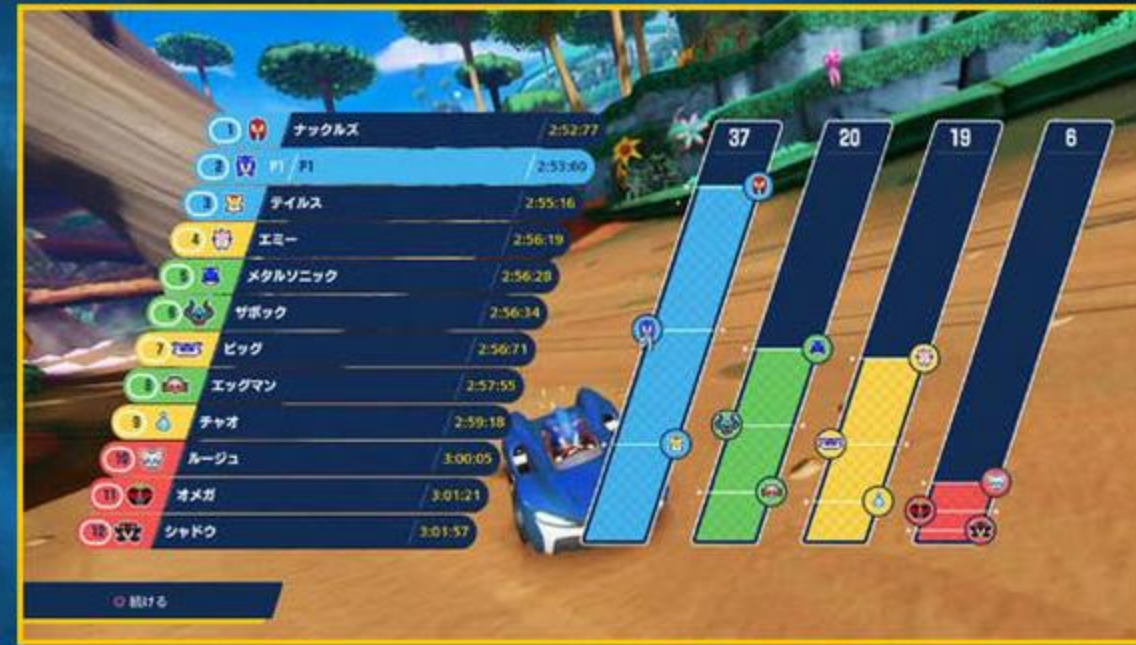 1 ナックルズ 2:52:77
2 P1 P1 2:53:60
3 テイルス 2:55:16
4 エミー 2:56:19
5 メタルソニック 2:56:28
6 ザボック 2:56:34
7 ビッグ 2:56:71
8 エッグマン 2:57:55
9 チャオ 2:59:18
10 ルージュ 3:00:05
11 オメガ 3:01:21
12 シャドウ 3:01:57
37 20 19 6
続ける